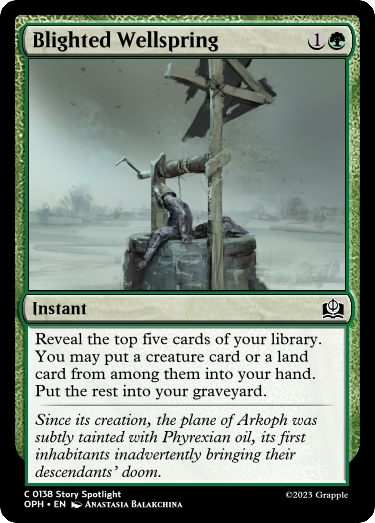 Blighted Wellspring 1
Instant
Reveal the top five cards of your library.
You may put a creature card or a land
card from among them into your hand.
Put the rest into your graveyard.
Since its creation, the plane of Arkoph was
subtly tainted with Phyrexian oil, its first
inhabitants inadvertently bringing their
descendants' doom.
C 0138 Story Spotlight
OPH • EN Anastasia Balakchina
©2023 Grapple